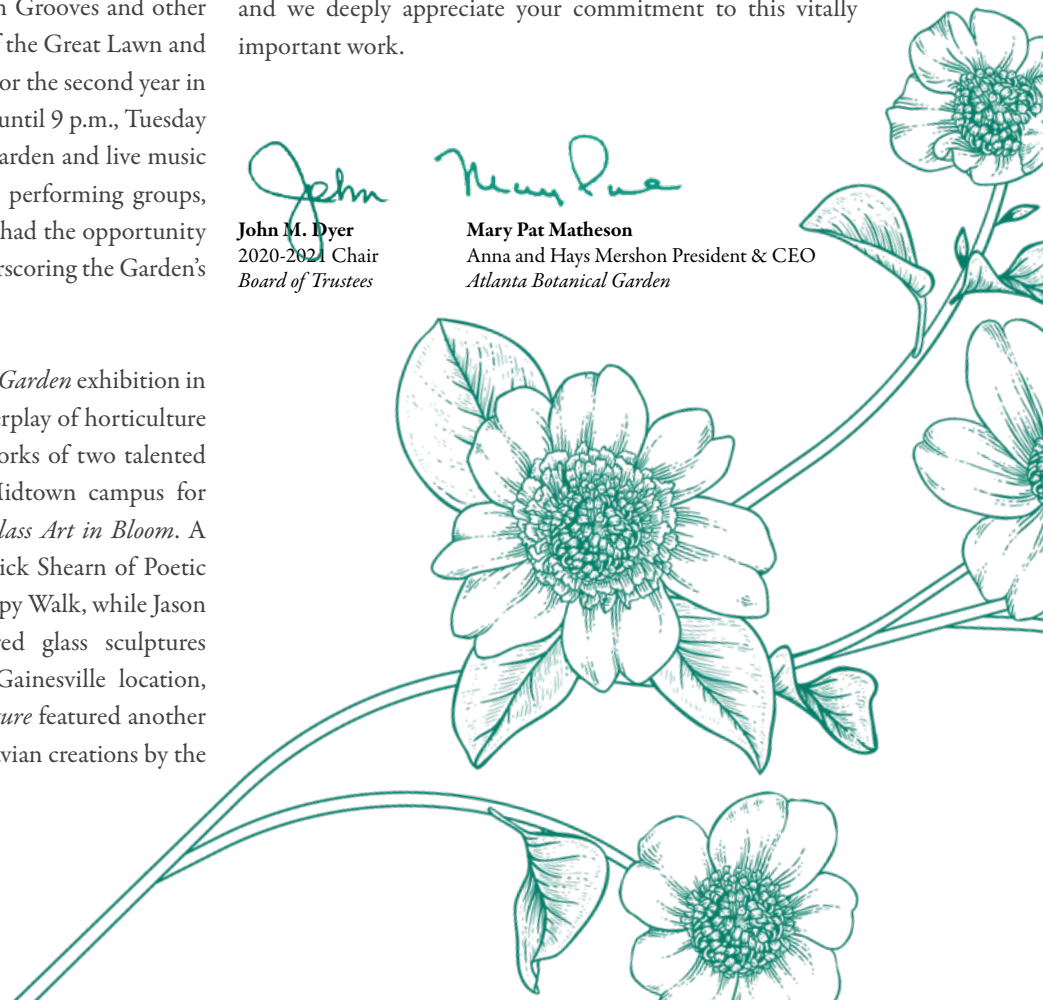 n Grooves and other
f the Great Lawn and
or the second year in
until 9 p.m., Tuesday
arden and live music
performing groups,
had the opportunity
rscoring the Garden's
Garden exhibition in
erplay of horticulture
orks of two talented
Midtown campus for
lass Art in Bloom. A
ick Shearn of Poetic
py Walk, while Jason
ed glass sculptures
Gainesville location,
ure featured another
vian creations by the
and we deeply appreciate your commitment to this vitally
important work.
John
Mary Pat
John M. Dyer
2020-2021 Chair
Board of Trustees
Mary Pat Matheson
Anna and Hays Mershon President & CEO
Atlanta Botanical Garden